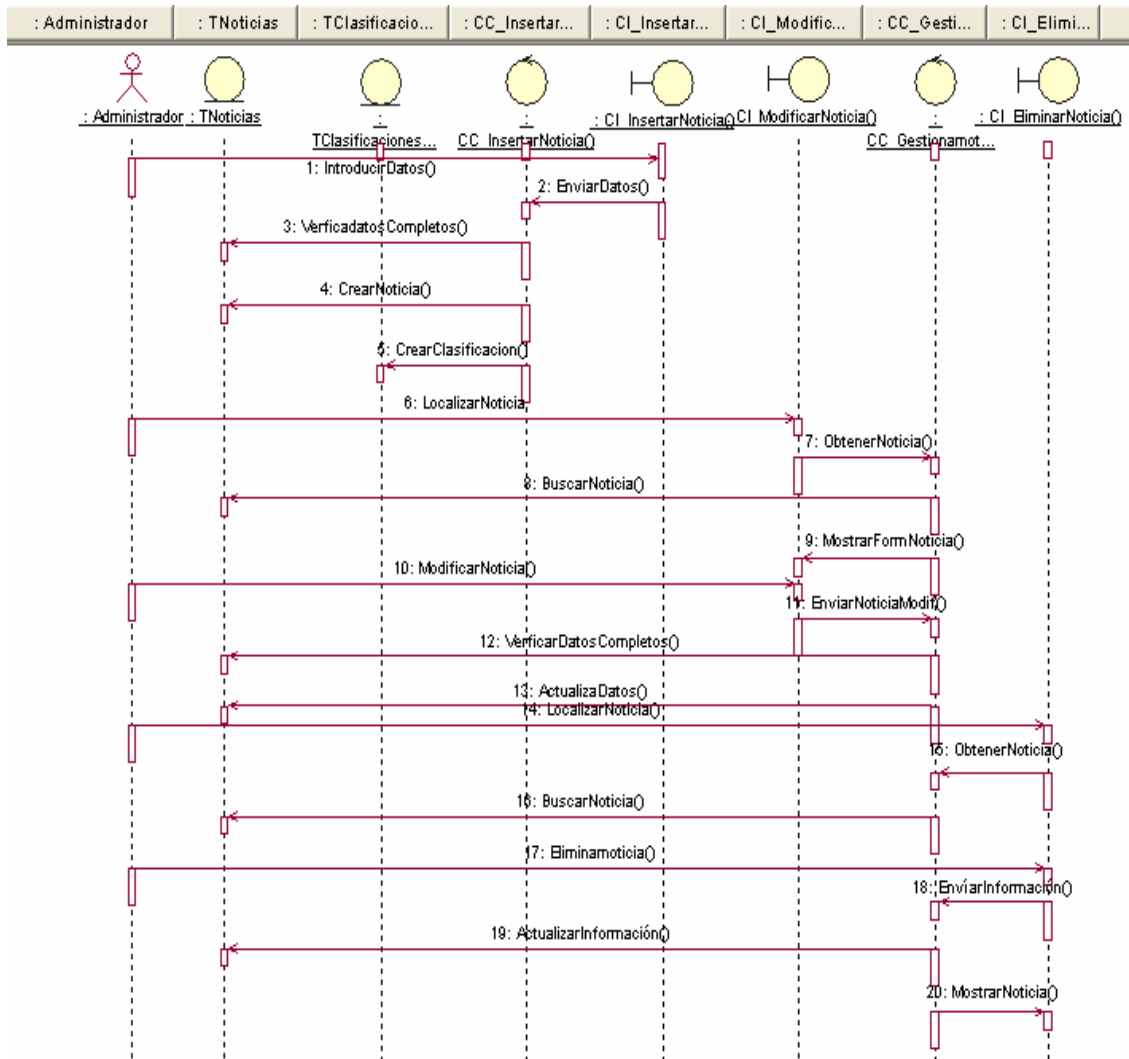 : Administrador
: TNoticias
: TClasificacio...
: CC_Insertar...
: CI_Insertar...
: CI_Modific...
: CC_Gesti...
: CI_Elimi...
: Administrador
: TNoticias
:
TClasificaciones...
:
CC_InsertarNoticia()
: CI_InsertarNoticia()
CI_ModificarNoticia()
:
CC_Gestionarnot...
: CI_EliminarNoticia()
1: IntroducirDatos()
2: EnviarDatos()
3: VerficadatosCompletos()
4: CrearNoticia()
5: CrearClasificacion()
6: LocalizarNoticia
7: ObtenerNoticia()
8: BuscarNoticia()
9: MostrarFormNoticia()
10: ModificarNoticia()
11: EnviarNoticiaModif()
12: VerficarDatosCompletos()
13: ActualizaDatos()
14: LocalizarNoticia()
15: ObtenerNoticia()
16: BuscarNoticia()
17: Eliminarnoticia()
18: EnvíarInformación()
19: ActualizarInformación()
20: MostrarNoticia()